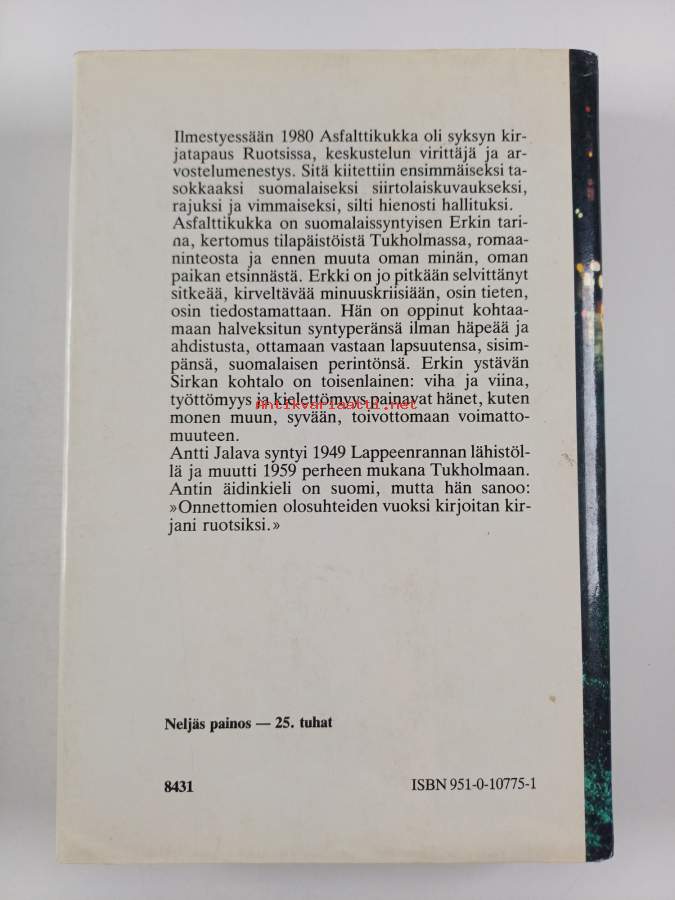 Ilmestyessään 1980 Asfalttikukka oli syksyn kir-
jatapaus Ruotsissa, keskustelun virittäjä ja ar-
vostelumenestys. Sitä kiitettiin ensimmäiseksi ta-
sokkaaksi suomalaiseksi siirtolaiskuvaukseksi,
rajuksi ja vimmaiseksi, silti hienosti hallituksi.
Asfalttikukka on suomalaissyntyisen Erkin tari-
na, kertomus tilapäistöistä Tukholmassa, romaa-
ninteosta ja ennen muuta oman minän, oman
paikan etsinnästä. Erkki on jo pitkään selvittänyt
sitkeää, kirveltävää minuuskriisiään, osin tieten,
osin tiedostamattaan. Hän on oppinut kohtaa-
maan halveksitun syntyperänsä ilman häpeää ja
ahdistusta, ottamaan vastaan lapsuutensa, sisim-
pänsä, suomalaisen perintönsä. Erkin ystävän
Sirkan kohtalo on toisenlainen: viha ja viina,
työttömyys ja kielettömyys painavat hänet, kuten
Antikvariaatti.net
monen muun, syvään, toivottomaan voimatto-
muuteen.
Antti Jalava syntyi 1949 Lappeenrannan lähistöl-
lä ja muutti 1959 perheen mukana Tukholmaan.
Antin äidinkieli on suomi, mutta hän sanoo:
»Onnettomien olosuhteiden vuoksi kirjoitan kir-
jani ruotsiksi.»
Neljäs painos — 25. tuhat
8431
ISBN 951-0-10775-1